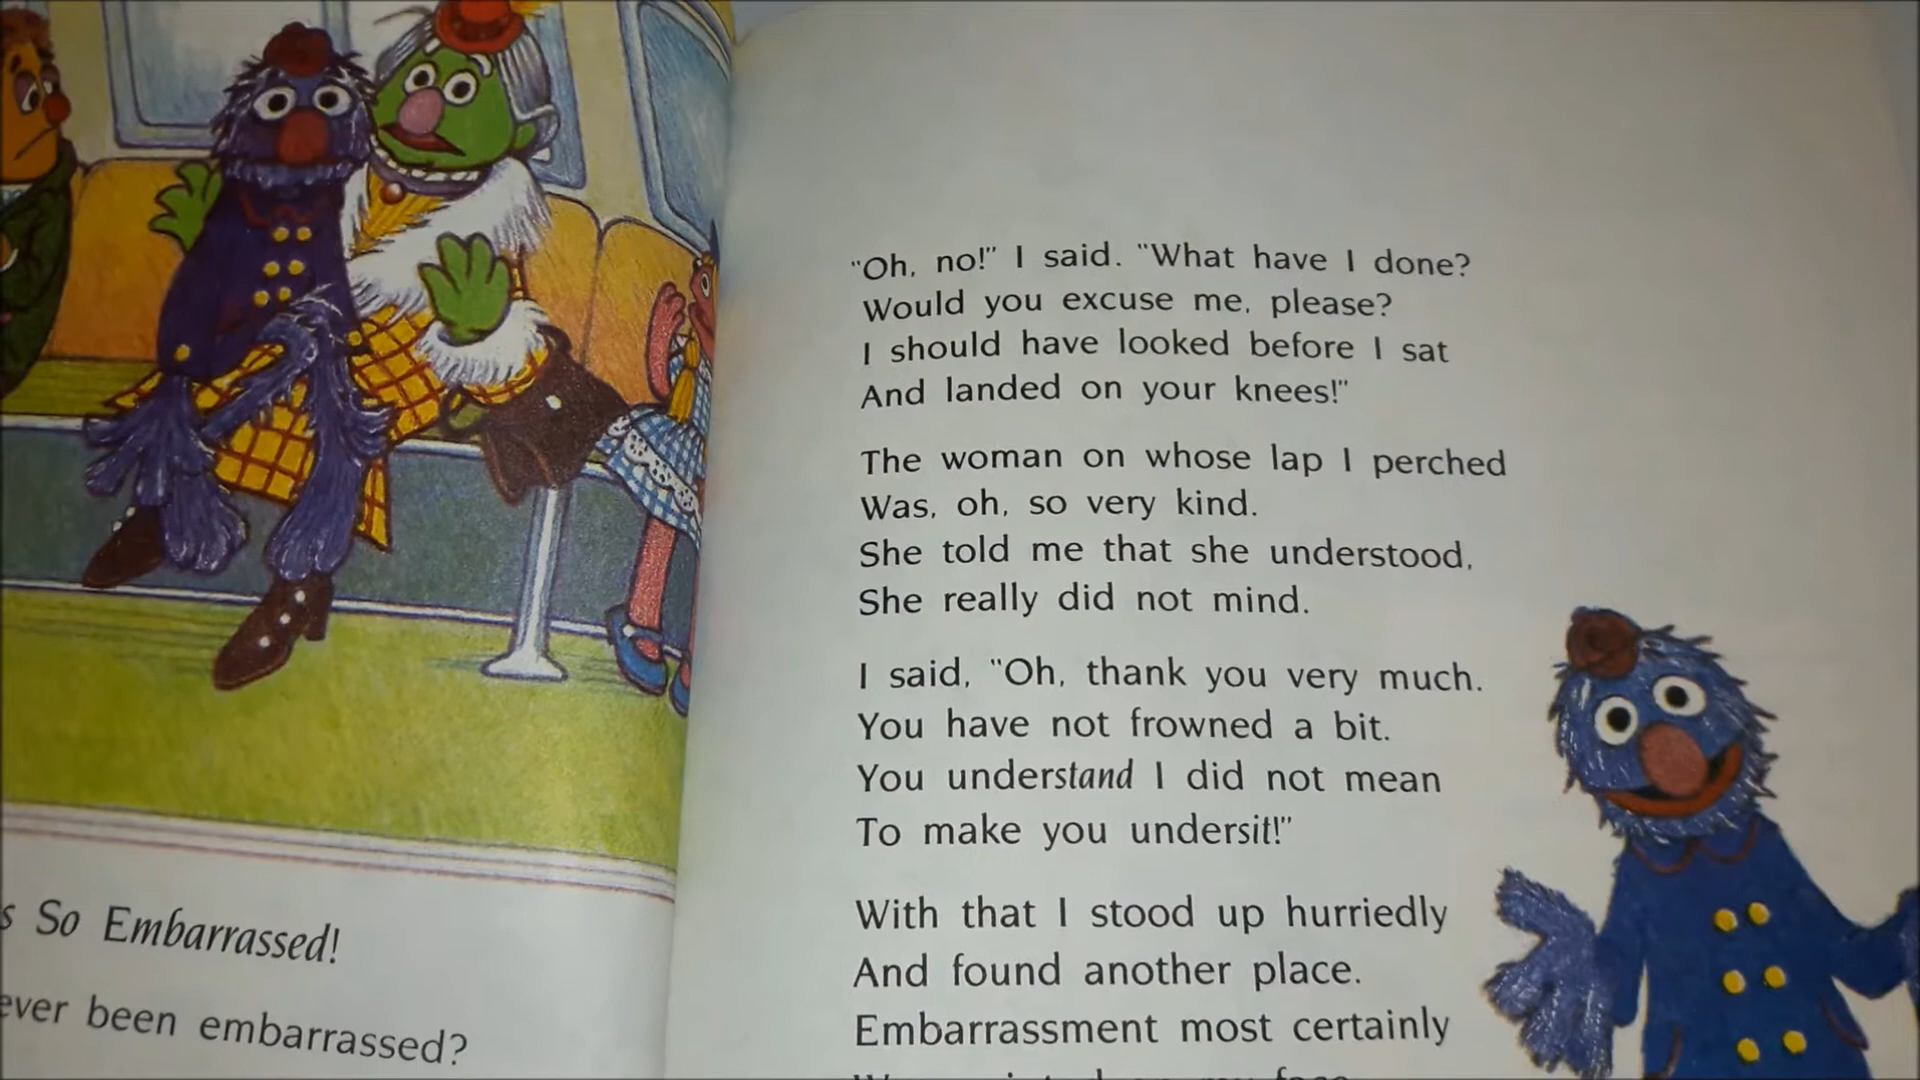 So Embarrassed!
ever been embarrassed?
"Oh, no!" I said. "What have I done?
Would you excuse me, please?
I should have looked before I sat
And landed on your knees!"
The woman on whose lap I perched
Was, oh, so very kind.
She told me that she understood,
She really did not mind.
I said, "Oh, thank you very much.
You have not frowned a bit.
You understand I did not mean
To make you undersit!"
With that I stood up hurriedly
And found another place.
Embarrassment most certainly